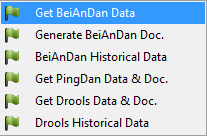 Get BeiAnDan Data
Generate BeiAnDan Doc.
BeiAnDan Historical Data
Get PingDan Data & Doc.
Get Drools Data & Doc.
Drools Historical Data